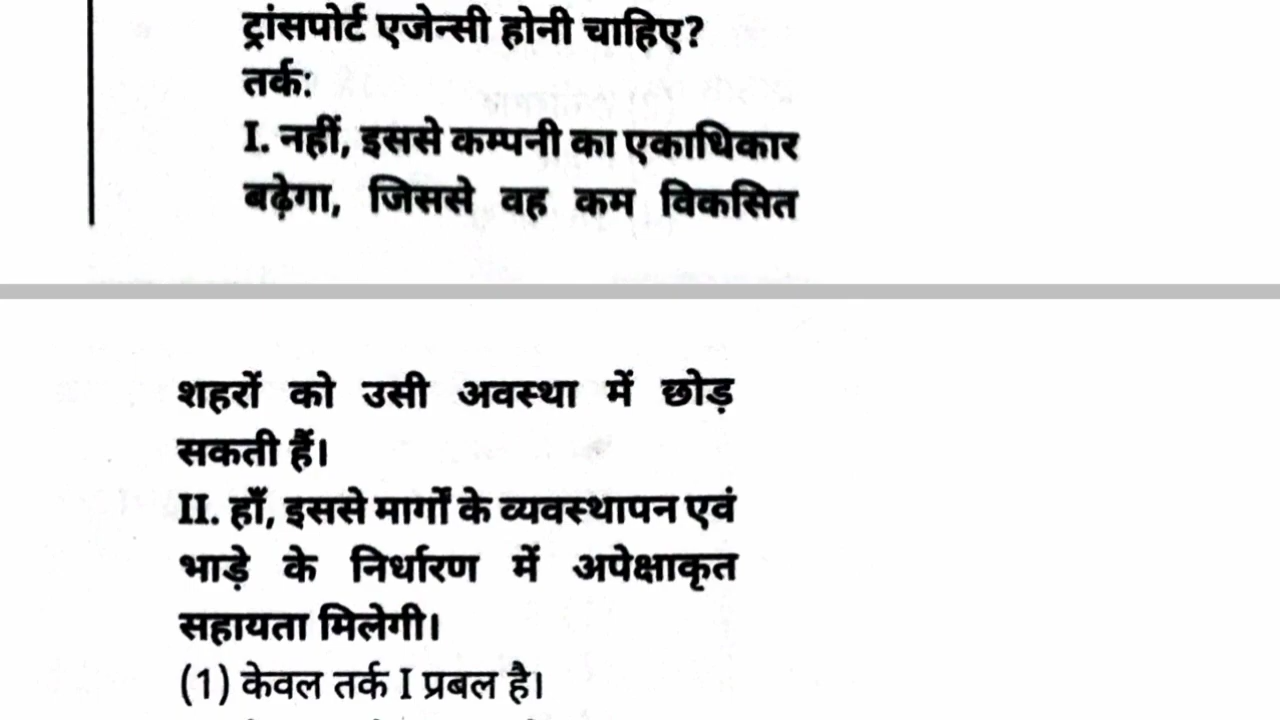 ट्रांसपोर्ट एजेन्सी होनी चाहिए?
तर्क:
I. नहीं, इससे कम्पनी का एकाधिकार
बढ़ेगा, जिससे वह कम विकसित
शहरों को उसी अवस्था में छोड़
सकती हैं।
II. हाँ, इससे मार्गों के व्यवस्थापन एवं
भाड़े के निर्धारण में अपेक्षाकृत
सहायता मिलेगी।
(1) केवल तर्क I प्रबल है।